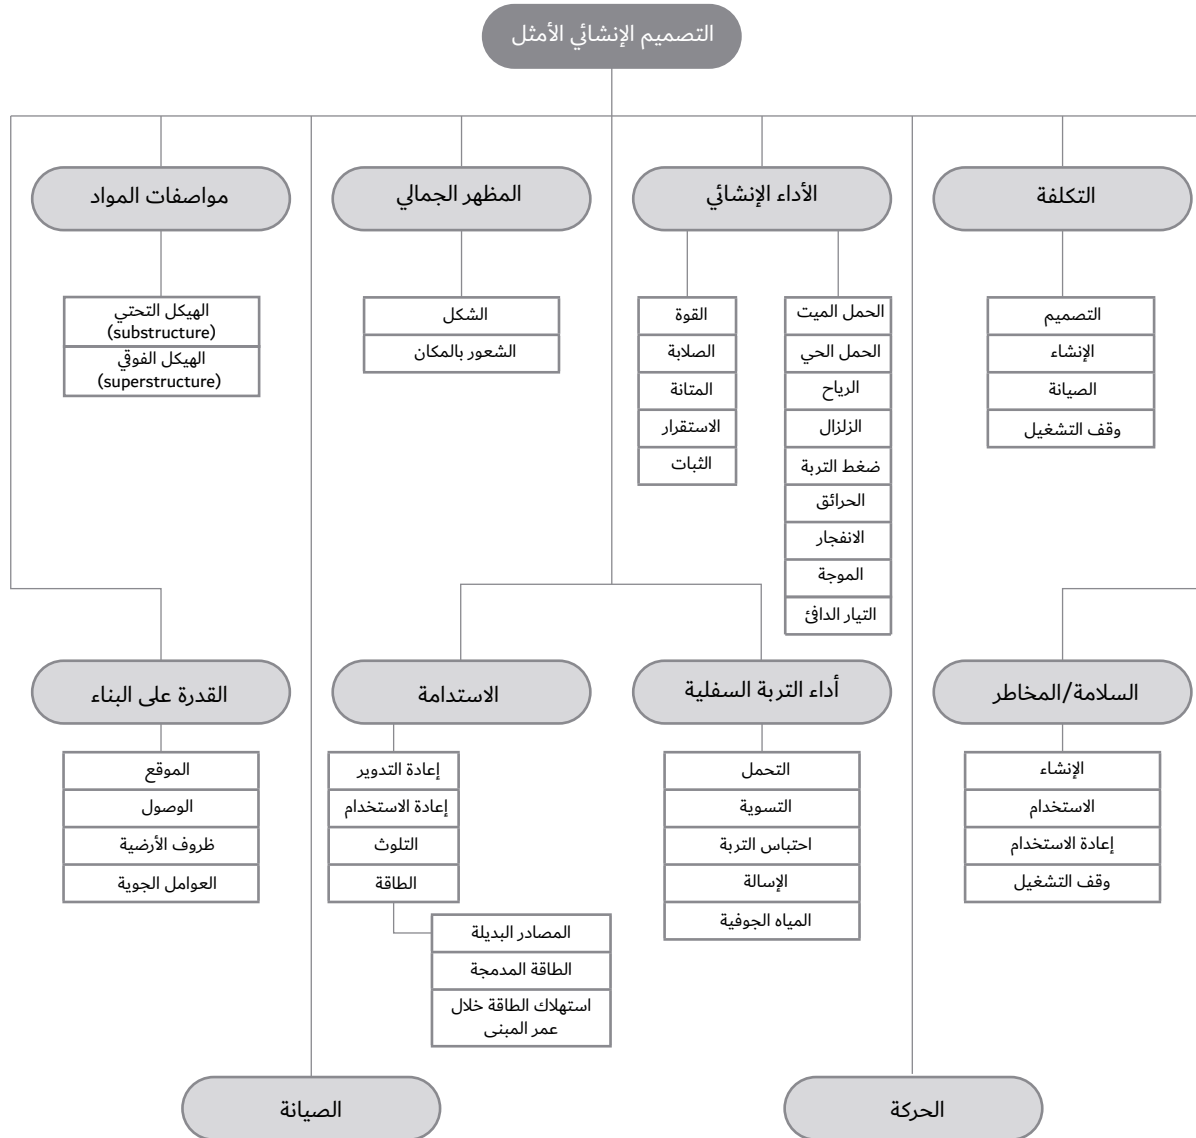 التصميم الإنشائي الأمثل
التكلفة
التصميم
الإنشاء
الصيانة
وقف التشغيل
الأداء الإنشائي
الحمل الميت
الحمل الحي
الرياح
الزلزال
ضغط التربة
الحرائق
الانفجار
الموجة
التيار الدافئ
القوة
الصلابة
المتانة
الاستقرار
الثبات
المظهر الجمالي
الشكل
الشعور بالمكان
مواصفات المواد
الهيكل التحتي
(substructure)
الهيكل الفوقي
(superstructure)
السلامة/المخاطر
الإنشاء
الاستخدام
إعادة الاستخدام
وقف التشغيل
أداء التربة السفلية
التحمل
التسوية
احتباس التربة
الإسالة
المياه الجوفية
الاستدامة
إعادة التدوير
إعادة الاستخدام
التلوث
الطاقة
المصادر البديلة
الطاقة المدمجة
استهلاك الطاقة خلال
عمر المبنى
القدرة على البناء
الموقع
الوصول
ظروف الأرضية
العوامل الجوية
الحركة
الصيانة